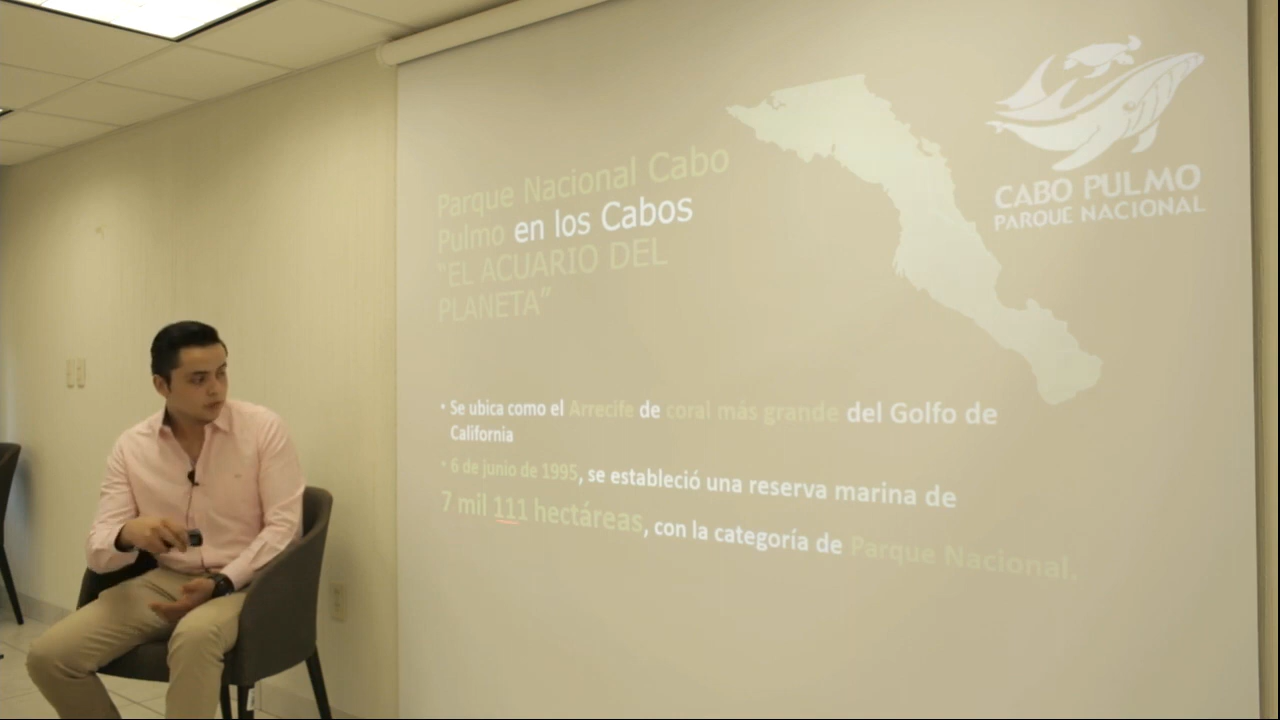 Parque Nacional Cabo
Pulmo en los Cabos
"EL ACUARIO DEL
PLANETA"
CABO PULMO
PARQUE NACIONAL
• Se ubica como el Arrecife de coral más grande del Golfo de
California
• 6 de junio de 1995, se estableció una reserva marina de
7 mil 111 hectáreas, con la categoría de Parque Nacional.